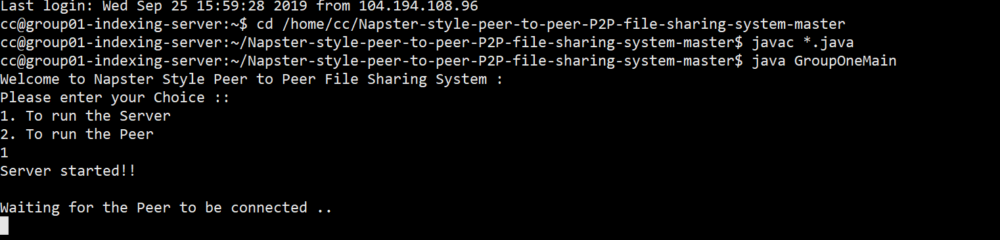 Last login: Wed Sep 25 15:59:28 2019 from 104.194.108.96
cc@group01-indexing-server:~$ cd /home/cc/Napster-style-peer-to-peer-P2P-file-sharing-system-master
cc@group01-indexing-server:~/Napster-style-peer-to-peer-P2P-file-sharing-system-master$ javac *.java
cc@group01-indexing-server:~/Napster-style-peer-to-peer-P2P-file-sharing-system-master$ java GroupOneMain
Welcome to Napster Style Peer to Peer File Sharing System :
Please enter your Choice ::
1. To run the Server
2. To run the Peer
1
Server started!!
Waiting for the Peer to be connected ..